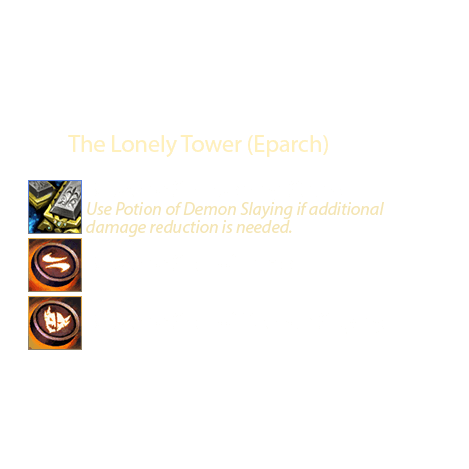 The Lonely Tower (Eparch)
Use Potion of Demon Slaying if additional
damage reduction is needed.